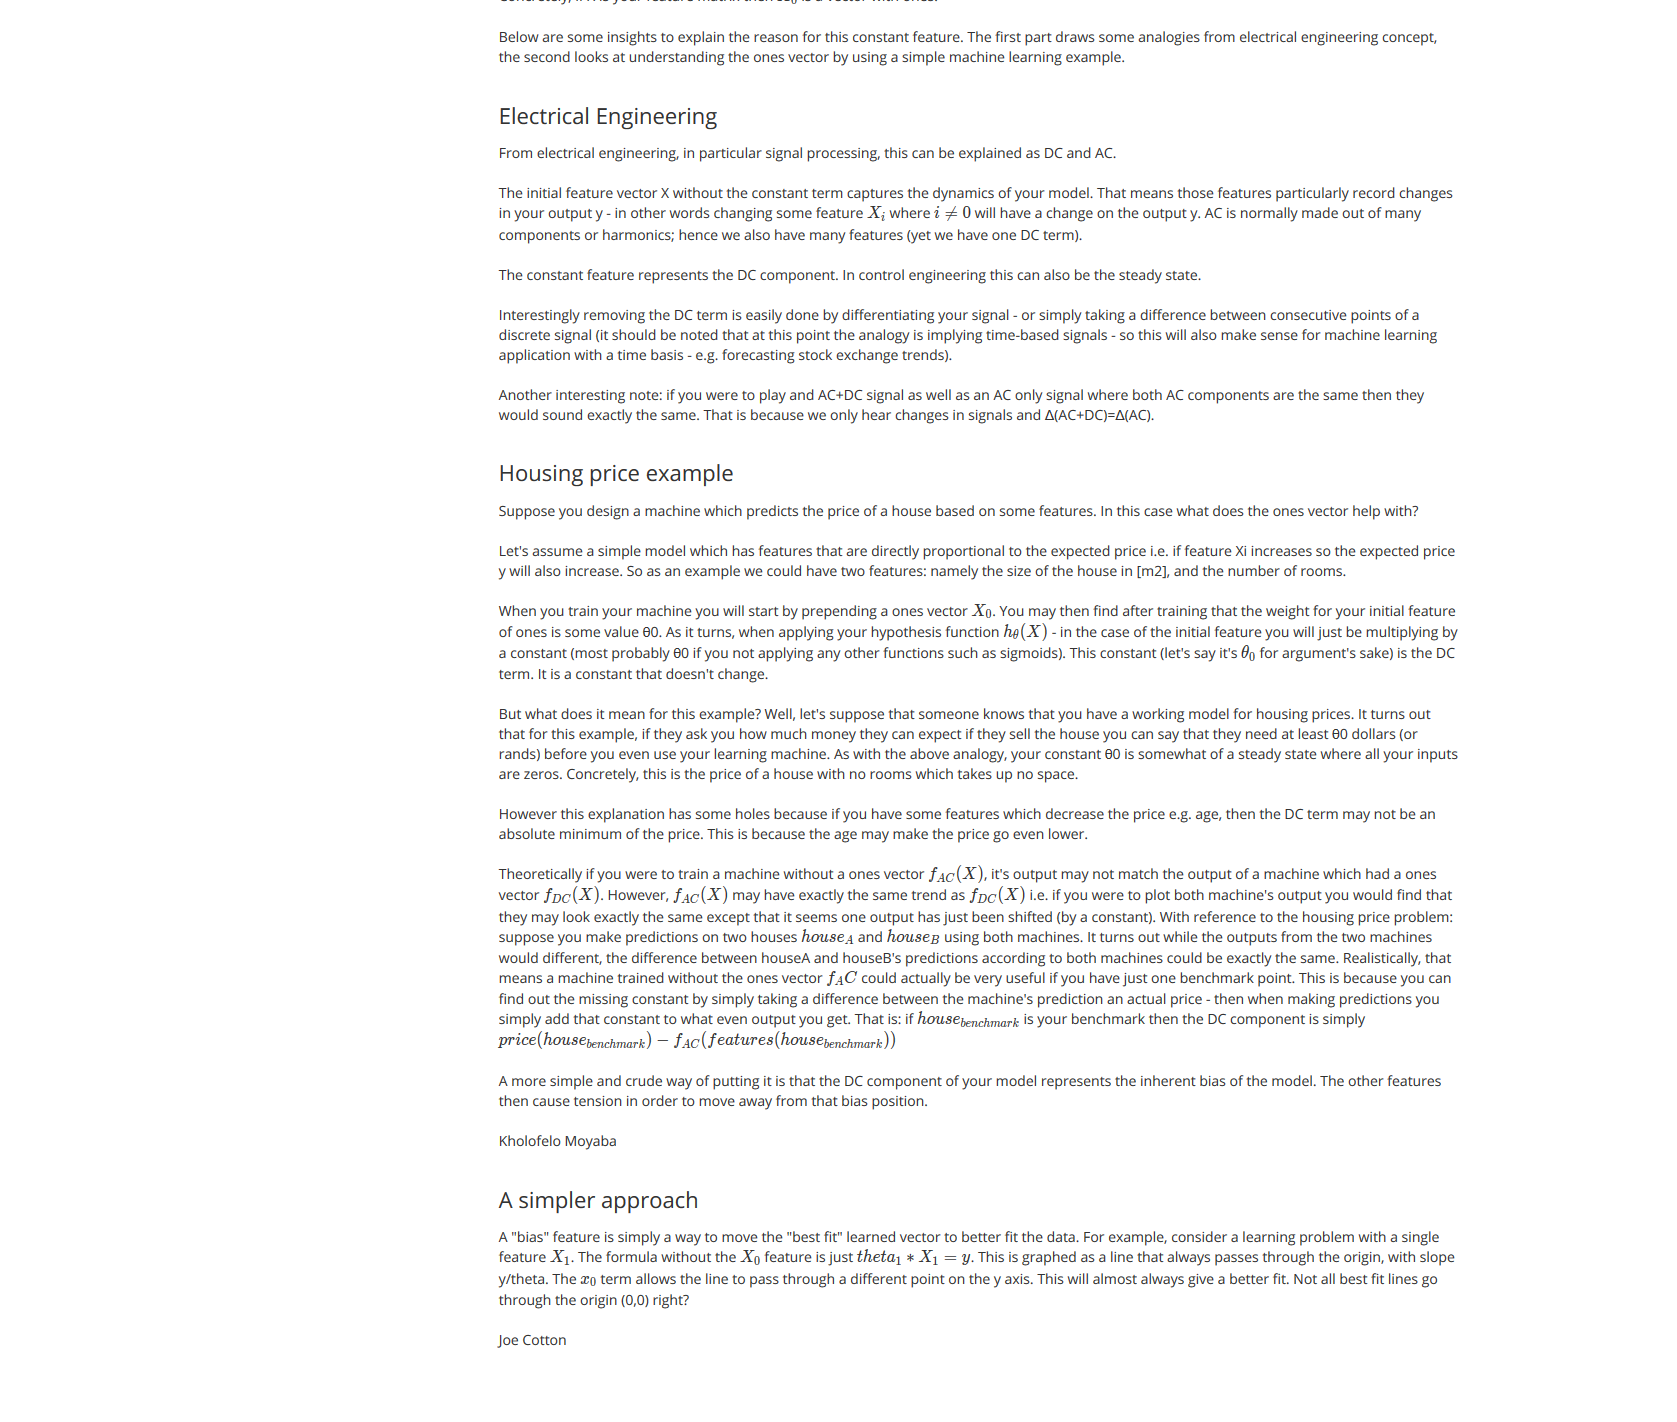 Below are some insights to explain the reason for this constant feature. The first part draws some analogies from electrical engineering concept,
the second looks at understanding the ones vector by using a simple machine learning example.
Electrical Engineering
From electrical engineering, in particular signal processing, this can be explained as DC and AC.
The initial feature vector X without the constant term captures the dynamics of your model. That means those features particularly record changes
in your output y - in other words changing some feature X_i where i ≠ 0 will have a change on the output y. AC is normally made out of many
components or harmonics; hence we also have many features (yet we have one DC term).
The constant feature represents the DC component. In control engineering this can also be the steady state.
Interestingly removing the DC term is easily done by differentiating your signal - or simply taking a difference between consecutive points of a
discrete signal (it should be noted that at this point the analogy is implying time-based signals - so this will also make sense for machine learning
application with a time basis - e.g. forecasting stock exchange trends).
Another interesting note: if you were to play and AC+DC signal as well as an AC only signal where both AC components are the same then they
would sound exactly the same. That is because we only hear changes in signals and Δ(AC+DC)=Δ(AC).
Housing price example
Suppose you design a machine which predicts the price of a house based on some features. In this case what does the ones vector help with?
Let's assume a simple model which has features that are directly proportional to the expected price i.e. if feature Xi increases so the expected price
y will also increase. So as an example we could have two features: namely the size of the house in [m2], and the number of rooms.
When you train your machine you will start by prepending a ones vector X_0. You may then find after training that the weight for your initial feature
of ones is some value θ0. As it turns, when applying your hypothesis function h_θ(X) - in the case of the initial feature you will just be multiplying by
a constant (most probably θ0 if you not applying any other functions such as sigmoids). This constant (let's say it's θ_0 for argument's sake) is the DC
term. It is a constant that doesn't change.
But what does it mean for this example? Well, let's suppose that someone knows that you have a working model for housing prices. It turns out
that for this example, if they ask you how much money they can expect if they sell the house you can say that they need at least θ0 dollars (or
rands) before you even use your learning machine. As with the above analogy, your constant θ0 is somewhat of a steady state where all your inputs
are zeros. Concretely, this is the price of a house with no rooms which takes up no space.
However this explanation has some holes because if you have some features which decrease the price e.g. age, then the DC term may not be an
absolute minimum of the price. This is because the age may make the price go even lower.
Theoretically if you were to train a machine without a ones vector f_AC(X), it's output may not match the output of a machine which had a ones
vector f_DC(X). However, f_AC(X) may have exactly the same trend as f_DC(X) i.e. if you were to plot both machine's output you would find that
they may look exactly the same except that it seems one output has just been shifted (by a constant). With reference to the housing price problem:
suppose you make predictions on two houses house_A and house_B using both machines. It turns out while the outputs from the two machines
would different, the difference between houseA and houseB's predictions according to both machines could be exactly the same. Realistically, that
means a machine trained without the ones vector f_AC could actually be very useful if you have just one benchmark point. This is because you can
find out the missing constant by simply taking a difference between the machine's prediction an actual price - then when making predictions you
simply add that constant to what even output you get. That is: if house_benchmark is your benchmark then the DC component is simply
price(house_benchmark) − f_AC(features(house_benchmark))
A more simple and crude way of putting it is that the DC component of your model represents the inherent bias of the model. The other features
then cause tension in order to move away from that bias position.
Kholofelo Moyaba
A simpler approach
A "bias" feature is simply a way to move the "best fit" learned vector to better fit the data. For example, consider a learning problem with a single
feature X_1. The formula without the X_0 feature is just theta_1 * X_1 = y. This is graphed as a line that always passes through the origin, with slope
y/theta. The x_0 term allows the line to pass through a different point on the y axis. This will almost always give a better fit. Not all best fit lines go
through the origin (0,0) right?
Joe Cotton